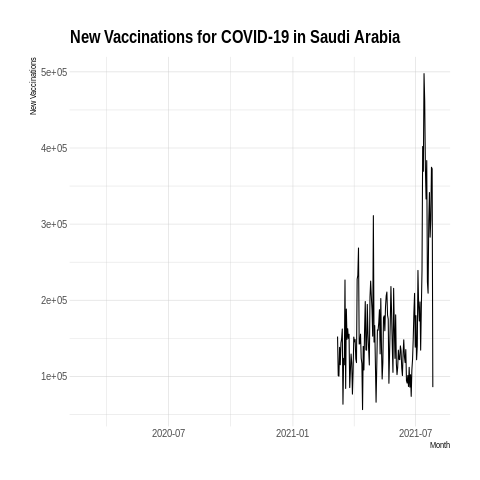 New Vaccinations for COVID-19 in Saudi Arabia
New Vaccinations
5e+05
4e+05
3e+05
2e+05
1e+05
2020-07
2021-01
2021-07
Month